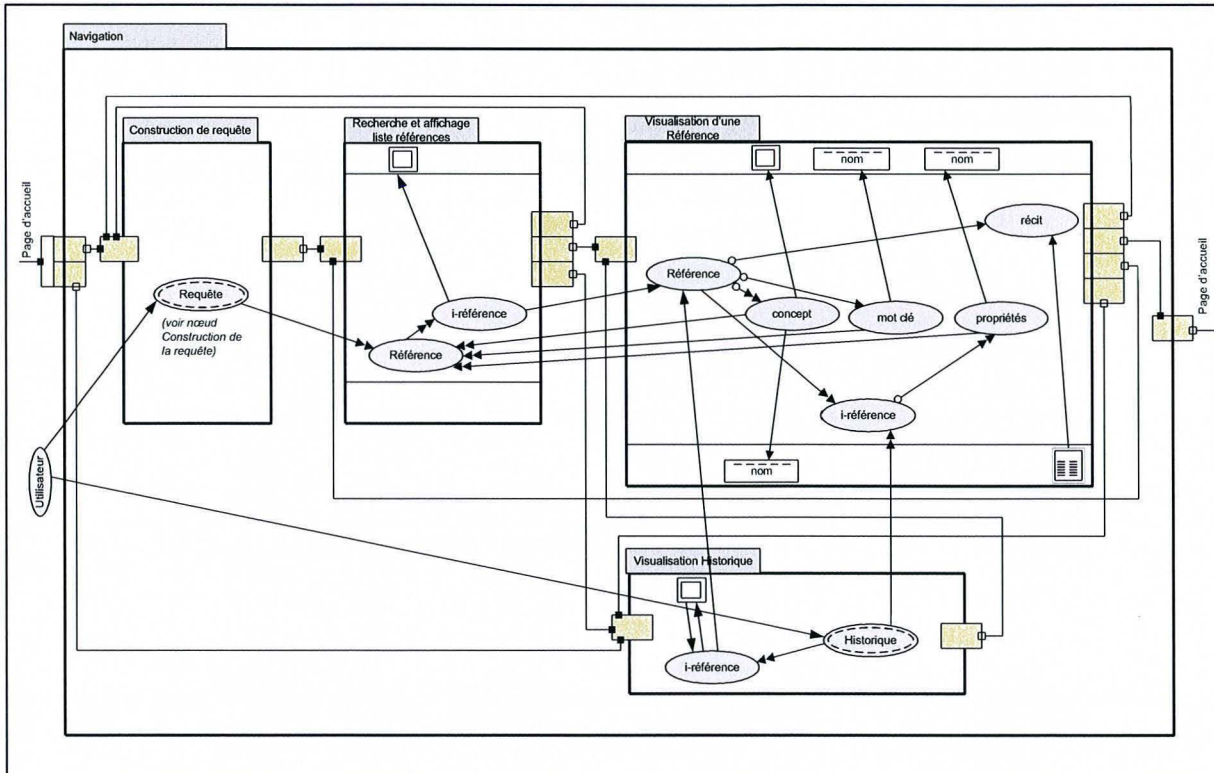 Navigation
Construction de requête
Recherche et affichage
liste références
Visualisation d'une
Référence
nom
nom
Page d'accueil
récit
Référence
Requête
(voir nœud
Construction de
la requête)
i-référence
concept
mot clé
propriétés
Référence
Page d'accueil
i-référence
nom
Utilisateur
Visualisation Historique
Historique
i-référence